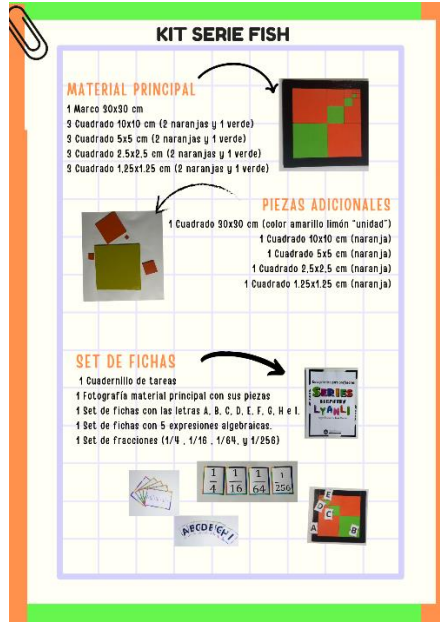 KIT SERIE FISH
MATERIAL PRINCIPAL
1 Marco 30x30 cm
3 Cuadrado 10x10 cm (2 naranjas y 1 verde)
3 Cuadrado 5x5 cm (2 naranjas y 1 verde)
3 Cuadrado 2.5x2,5 cm (2 naranjas y 1 verde)
3 Cuadrado 1,25x1.25 cm (2 naranjas y 1 verde)
PIEZAS ADICIONALES
1 Cuadrado 30x30 cm (color amarillo limón "unidad")
1 Cuadrado 10x10 cm (naranja)
1 Cuadrado 5x5 cm (naranja)
1 Cuadrado 2,5x2,5 cm (naranja)
1 Cuadrado 1.25x1.25 cm (naranja)
SET DE FICHAS
1 Cuadernillo de tareas
1 Fotografía material principal con sus piezas
1 Set de fichas con las letras A, B, C, D, E, F, G, H e I.
1 Set de fichas con 5 expresiones algebraicas.
1 Set de fracciones (1/4 , 1/16 , 1/64, y 1/256)
SERIES
LYANLI
1/4 1/16 1/64 1/256
ABCDEFGHI
E
D
C
A
B